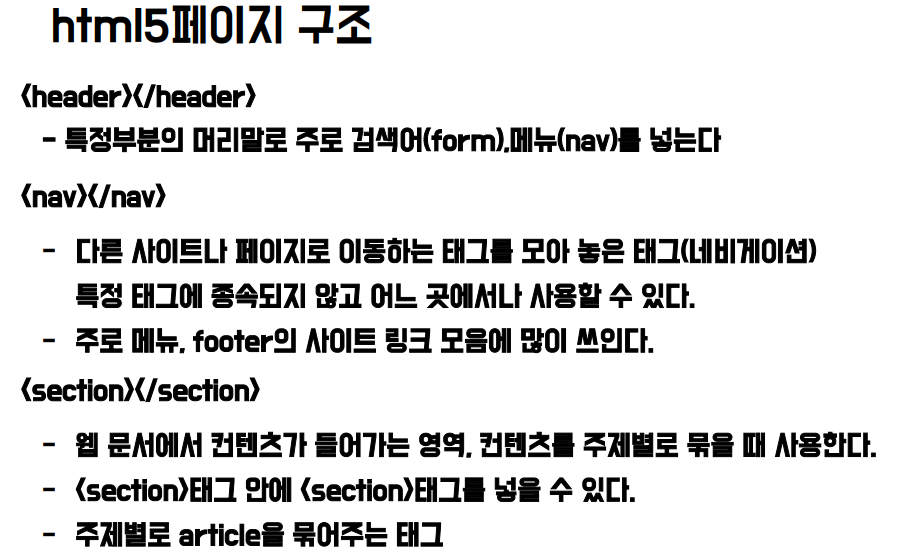 html5페이지 구조
<header></header>
- 특정부분의 머리말로 주로 검색어(form),메뉴(nav)를 넣는다
<nav></nav>
- 다른 사이트나 페이지로 이동하는 태그를 모아 놓은 태그(네비게이션)
특정 태그에 종속되지 않고 어느 곳에서나 사용할 수 있다.
- 주로 메뉴, footer의 사이트 링크 모음에 많이 쓰인다.
<section></section>
- 웹 문서에서 컨텐츠가 들어가는 영역, 컨텐츠를 주제별로 묶을 때 사용한다.
- <section>태그 안에 <section>태그를 넣을 수 있다.
- 주제별로 article을 묶어주는 태그